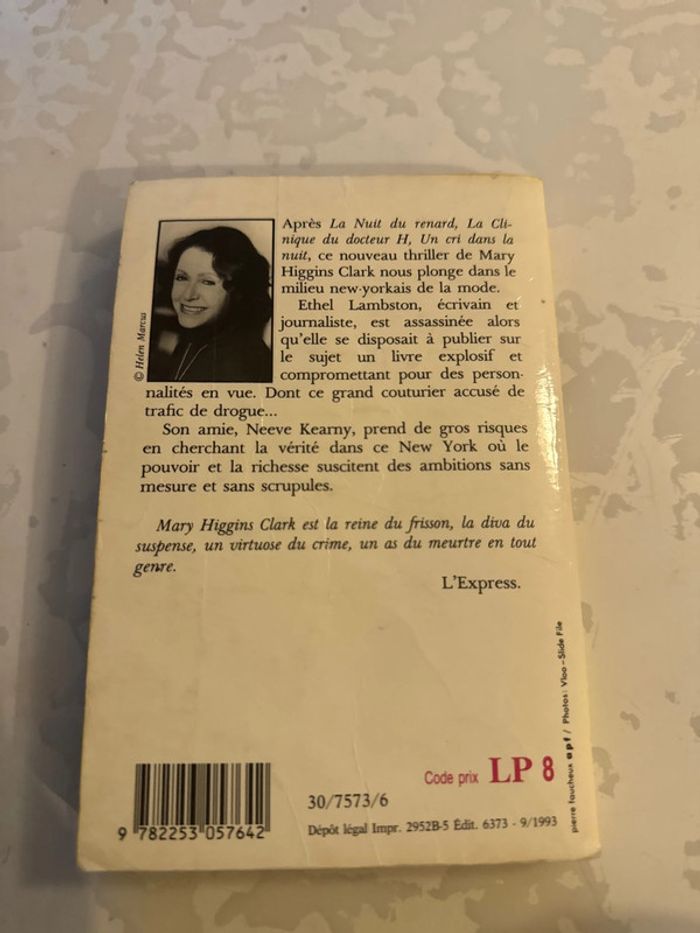 Après La Nuit du renard, La Cli-
nique du docteur H, Un cri dans la
nuit, ce nouveau thriller de Mary
Higgins Clark nous plonge dans le
milieu new-yorkais de la mode.
Ethel Lambston, écrivain et
journaliste, est assassinée alors
qu'elle se disposait à publier sur
le sujet un livre explosif et
compromettant pour des person-
nalités en vue. Dont ce grand couturier accusé de
trafic de drogue...
Son amie, Neeve Kearny, prend de gros risques
en cherchant la vérité dans ce New York où le
pouvoir et la richesse suscitent des ambitions sans
mesure et sans scrupules.
© Helen Marcus
Mary Higgins Clark est la reine du frisson, la diva du
suspense, un virtuose du crime, un as du meurtre en tout
genre.
L'Express.
pierre faucheux apf / Photos: Vloo - Slide File
Code prix LP 8
30/7573/6
9 782253 057642
Dépôt légal Impr. 2952B-5 Édit. 6373 - 9/1993